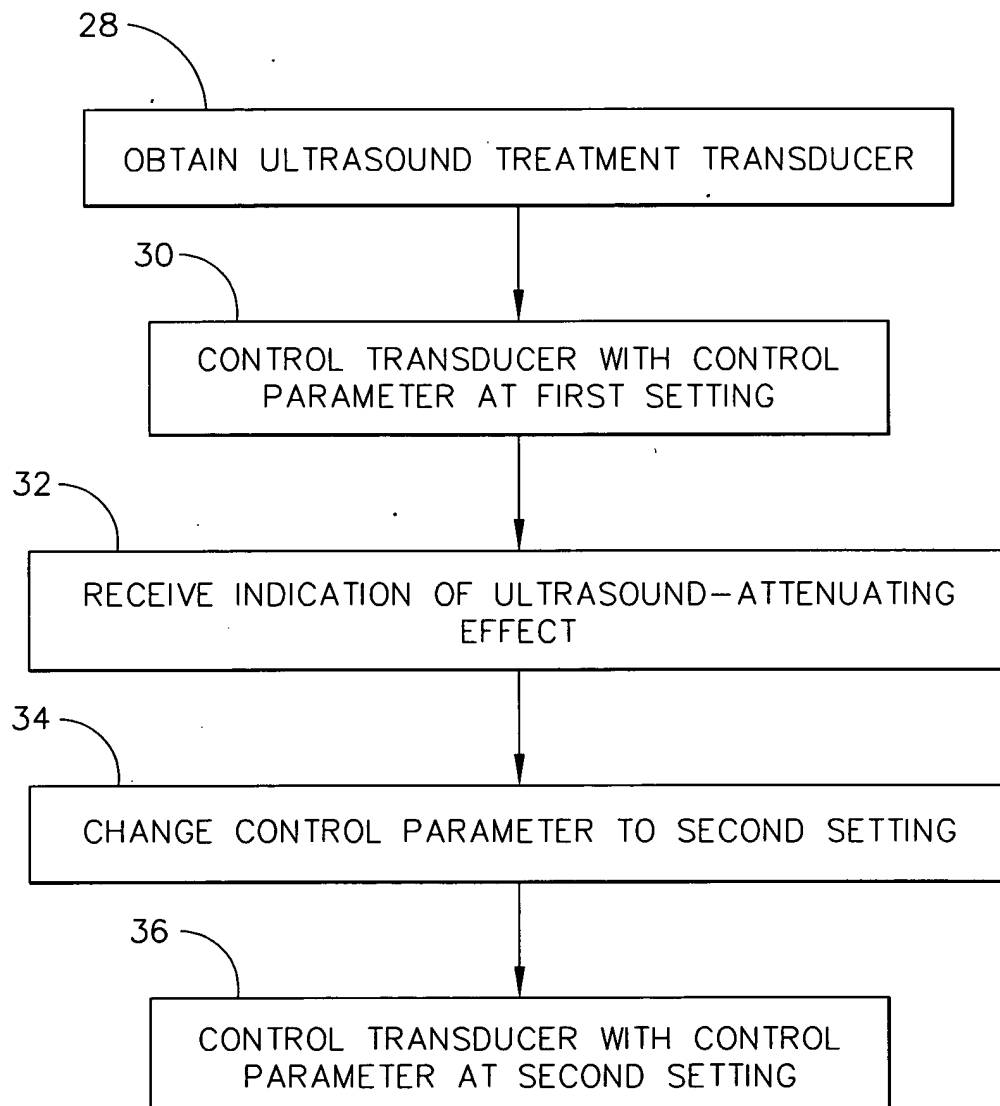 28
OBTAIN ULTRASOUND TREATMENT TRANSDUCER
30
CONTROL TRANSDUCER WITH CONTROL
PARAMETER AT FIRST SETTING
32
RECEIVE INDICATION OF ULTRASOUND-ATTENUATING
EFFECT
34
CHANGE CONTROL PARAMETER TO SECOND SETTING
36
CONTROL TRANSDUCER WITH CONTROL
PARAMETER AT SECOND SETTING